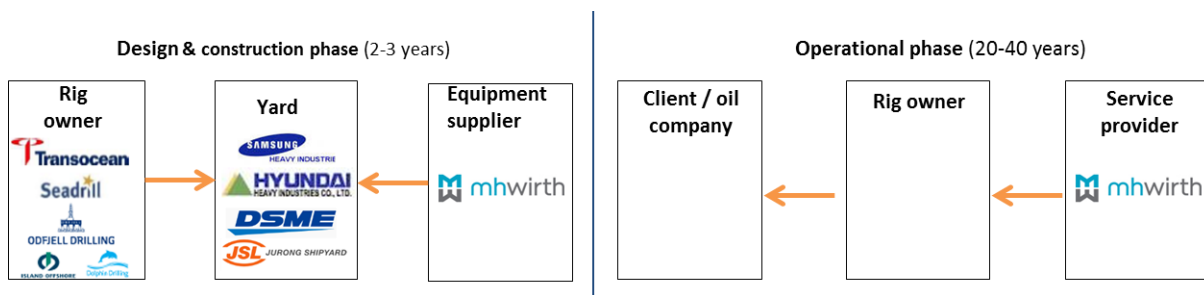 Design & construction phase (2-3 years)
Rig
owner
Transocean
Seadrill
ODFJELL DRILLING
ISLAND OFFSHORE
Dolphin Drilling
Yard
SAMSUNG
HEAVY INDUSTRIE
HYUNDAI
HEAVY INDUSTRIES CO., LTD.
DSME
JSL JURONG SHIPYARD
Equipment
supplier
mhwirth
Operational phase (20-40 years)
Client / oil
company
Rig owner
Service
provider
mhwirth